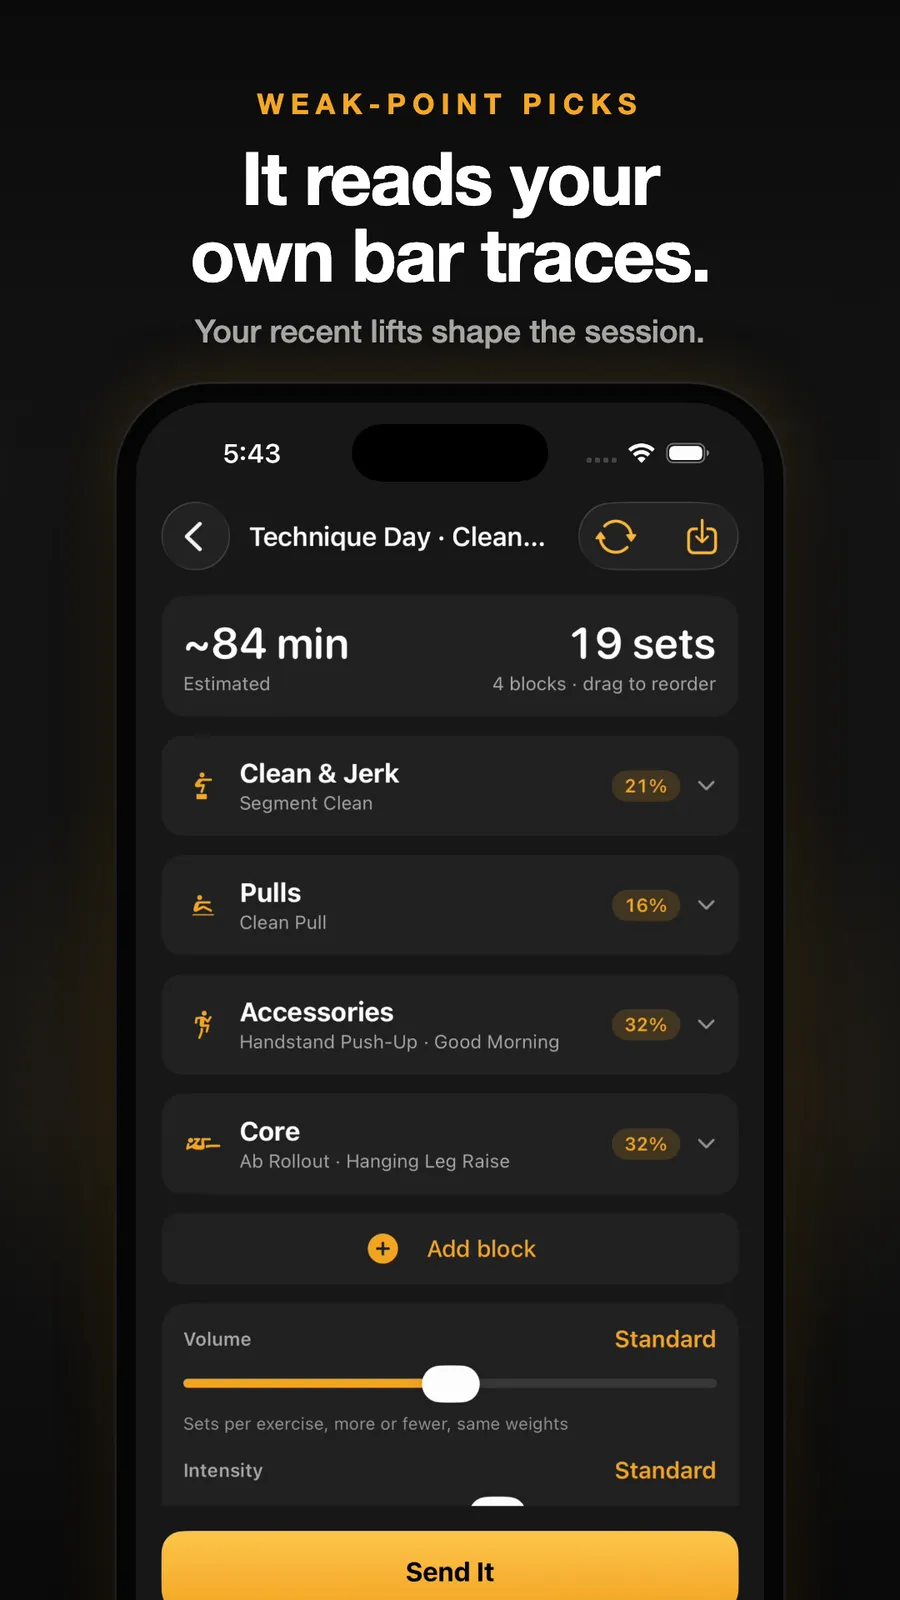 WEAK-POINT PICKS
It reads your
own bar traces.
Your recent lifts shape the session.
5:43
Technique Day · Clean...
~84 min
19 sets
Estimated
4 blocks · drag to reorder
Clean & Jerk
Segment Clean
21%
Pulls
Clean Pull
16%
Accessories
Handstand Push-Up · Good Morning
32%
Core
Ab Rollout · Hanging Leg Raise
32%
Add block
Volume
Standard
Sets per exercise, more or fewer, same weights
Intensity
Standard
Send It